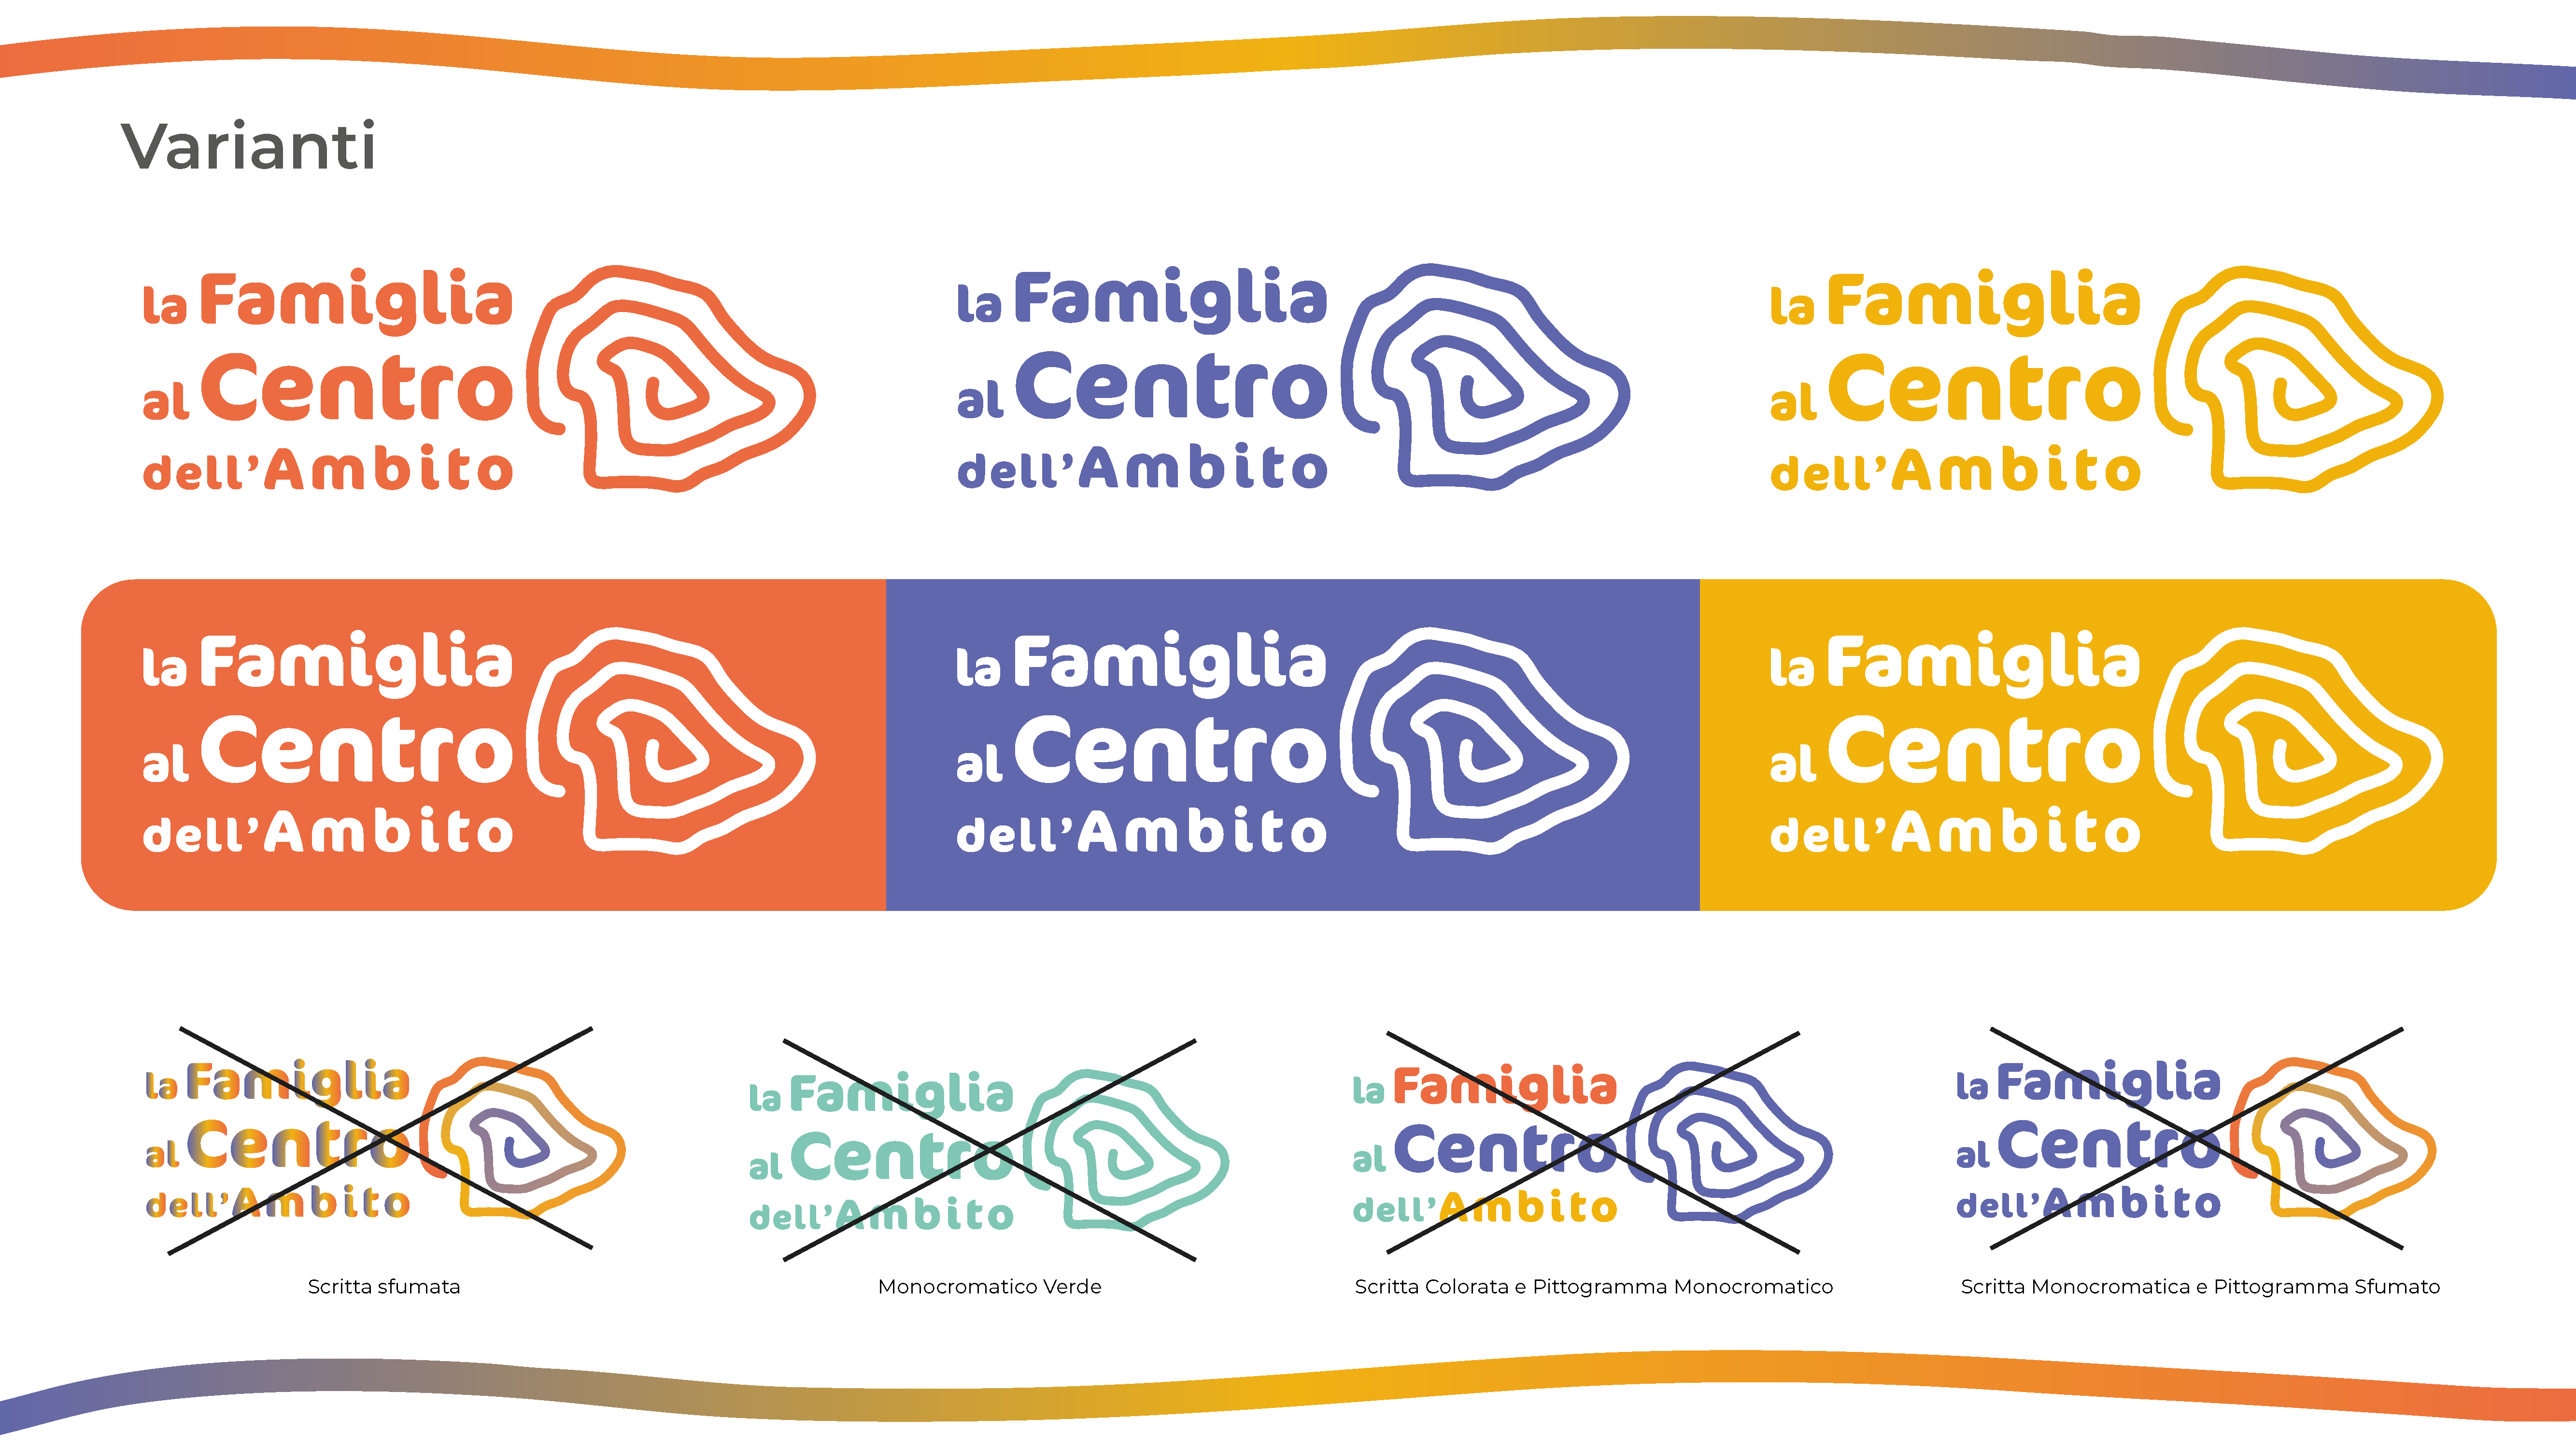 Varianti
la Famiglia
al Centro
dell'Ambito
la Famiglia
al Centro
dell'Ambito
la Famiglia
al Centro
dell'Ambito
la Famiglia
al Centro
dell'Ambito
la Famiglia
al Centro
dell'Ambito
la Famiglia
al Centro
dell'Ambito
la Famiglia
al Centro
dell'Ambito
Scritta sfumata
la Famiglia
al Centro
dell'Ambito
Monocromatico Verde
la Famiglia
al Centro
dell'Ambito
Scritta Colorata e Pittogramma Monocromatico
la Famiglia
al Centro
dell'Ambito
Scritta Monocromatica e Pittogramma Sfumato